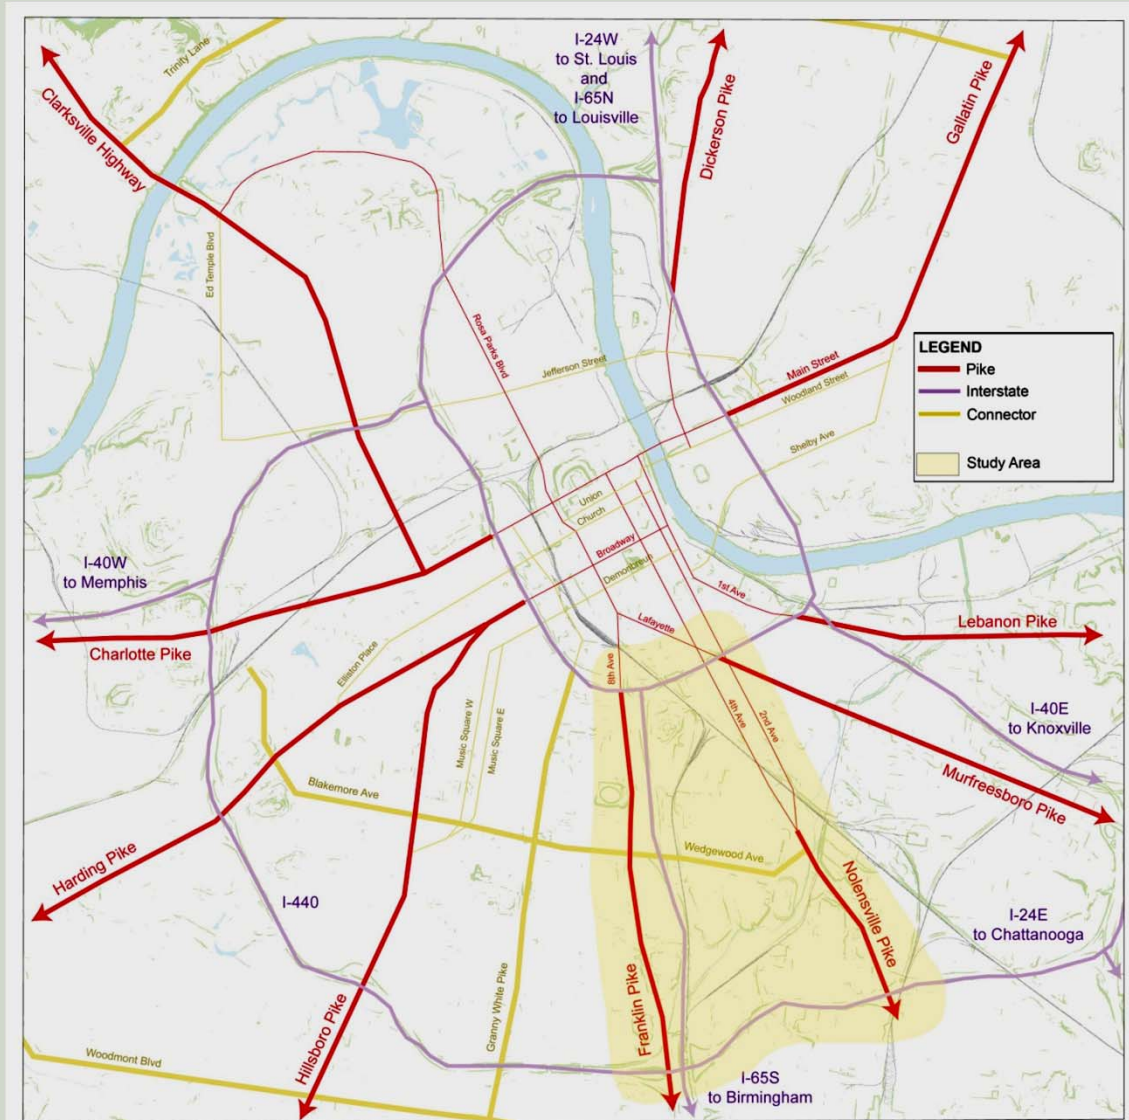 I-24W
to St. Louis
and
I-65N
to Louisville
Trinity Lane
Clarksville Highway
Dickerson Pike
Gallatin Pike
Ed Temple Blvd
Rosa Parks Blvd
Jefferson Street
Main Street
Woodland Street
Shelby Ave
LEGEND
Pike
Interstate
Connector
Study Area
Union
Church
Broadway
Demonbreun
1st Ave
Lafayette
I-40W
to Memphis
Charlotte Pike
Lebanon Pike
Elliston Place
8th Ave
4th Ave
2nd Ave
Music Square W
Music Square E
I-40E
to Knoxville
Murfreesboro Pike
Blakemore Ave
Wedgewood Ave
Harding Pike
I-440
Nolensville Pike
I-24E
to Chattanooga
Granny White Pike
Franklin Pike
Hillsboro Pike
Woodmont Blvd
I-65S
to Birmingham